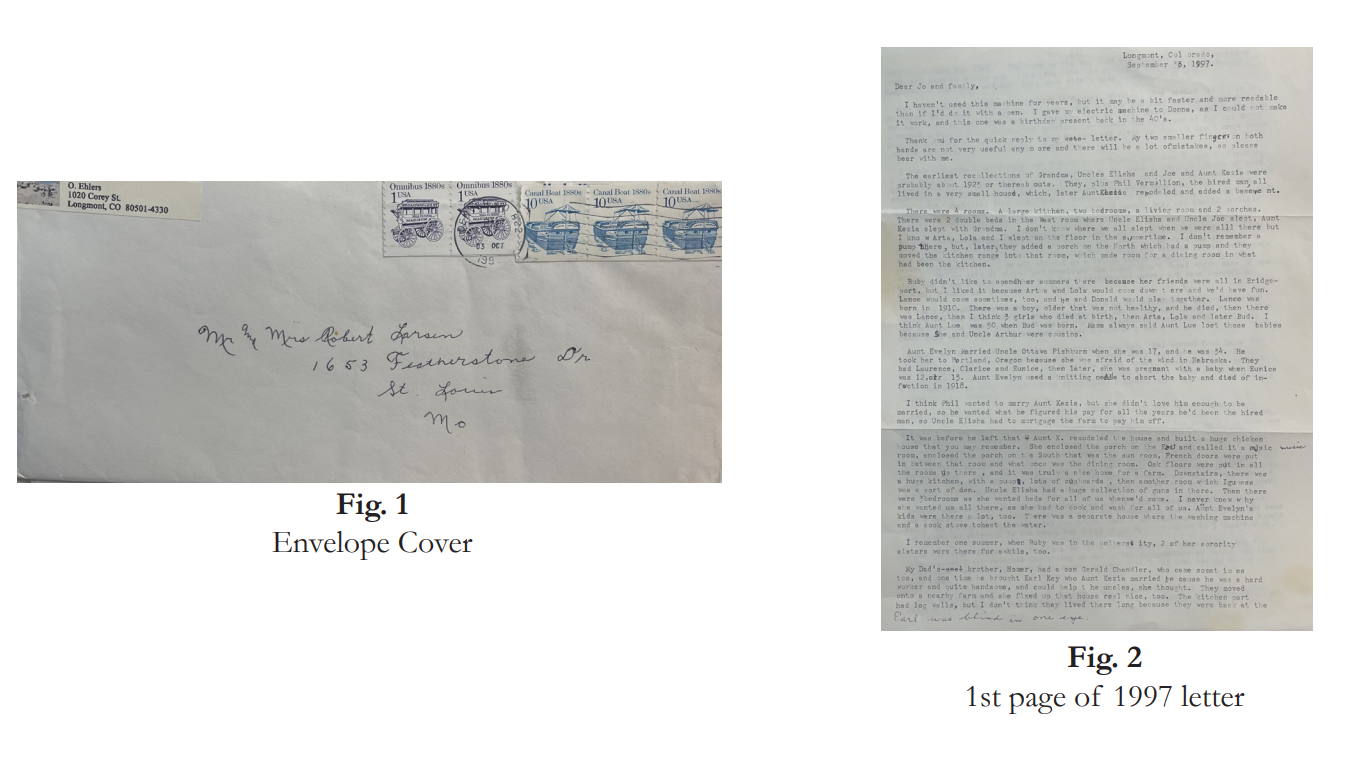 O. Ehlers
1020 Corey St.
Longmont, CO 80501-4330
Omnibus 1880s
1 USA
Omnibus 1880s
1 USA
Canal Boat 1880s
10 USA
Canal Boat 1880s
10 USA
Canal Boat 1880s
10 USA
03 OCT
199
Mr & Mrs Robert Larsen
1653 Featherstone Dr
St. Louis
Mo
Fig. 1
Envelope Cover
Longmont, Colorado,
September 1997.
Dear Jo and family,
I haven't used this machine for years, but it may be a bit faster and more readable
than if I'd do it with a pen. I gave my electric machine to Donna, as I could not make
it work, and this one was a birthday present back in the 40's.
Thank you for the quick reply to my letter. My two smaller fingers on both
hands are not very useful any m ore and there will be a lot ofmistakes, so please
bear with me.
The earliest recollections of Grandma, Uncles Elisha and Joe and Aunt Kezia were
probably about 192 or thereab outs. They, plus Phil Vermillion, the hired man, all
lived in a very small house, which, later Aunt Kezia remodeled and added a baseme nt.
There were 4 rooms. A large kitchen, two bedrooms, a living room and 2 porches.
There were 2 double beds in the West room where Uncle Elisha and Uncle Joe slept, Aunt
Kezia slept with Grandma. I don't know where we all slept when we were alll there but
I kno w Arta, Lola and I slept on the floor in the summertime. I don't remember a
pump there, but, later, they added a porch on the North which had a pump and they
moved the kitchen range into that room, which made room for a dining room in what
had been the kitchen.
Ruby didn't like to spendher summers there because her friends were all in Bridge-
port, but I liked it because Arta and Lola would come down there and we'd have fun.
Lance would come sometimes, too, and he and Donald would play together. Lance was
born in 1910. There was a boy, older that was not healthy, and he died, then there
was Lance, then I think 3 girls who died at birth, then Arta, Lola and later Bud. I
think Aunt Lue was 50 when Bud was born. Mama always said Aunt Lue lost those babies
because She and Uncle Arthur were cousins.
Aunt Evelyn married Uncle Ottawa Fishburn when she was 17, and he was 34. He
took her to Portland, Oregon because she was afraid of the wind in Nebraska. They
had Laurence, Clarice and Eunice, then later, she was pregnant with a baby when Eunice
was 12, or 13. Aunt Evelyn used a knitting needle to abort the baby and died of in-
fection in 1918.
I think Phil wanted to marry Aunt Kezia, but she didn't love him enough to be
married, so he wanted what he figured his pay for all the years he'd been the hired
man, so Uncle Elisha had to mortgage the farm to pay him off.
It was before he left that Aunt K. remodeled the house and built a huge chicken
house that you may remember. She enclosed the porch on the East and called it a music music
room, enclosed the porch on the South that was the sun room, French doors were put
in between that room and what once was the dining room. Oak floors were put in all
the rooms up there , and it was truly a nice home for a farm. Downstairs, there was
a huge kitchen, with a pump, lots of cupboards , then another room which I guess
was a sort of den. Uncle Elisha had a huge collection of guns in there. Then there
were bedrooms as she wanted beds for all of us whenwe'd come. I never knew w hy
she wanted us all there, as she had to cook and wash for all of us. Aunt Evelyn's
kids were there a lot, too. There was a separate house where the washing machine
and a cook stove toheat the water.
I remember one summer, when Ruby was in the univers ity, 2 of her sorority
sisters were there for awhile, too.
My Dad's brother, Homer, had a son Gerald Chandler, who came to us
too, and one time he brought Earl Key who Aunt Kezia married be cause he was a hard
worker and quite handsome, and could help t he uncles, she thought. They moved
onto a nearby farm and she fixed up that house real nice, too. The kitchen part
had log walls, but I don't think they lived there long because they were back at the
Earl was blind in one eye.
Fig. 2
1st page of 1997 letter